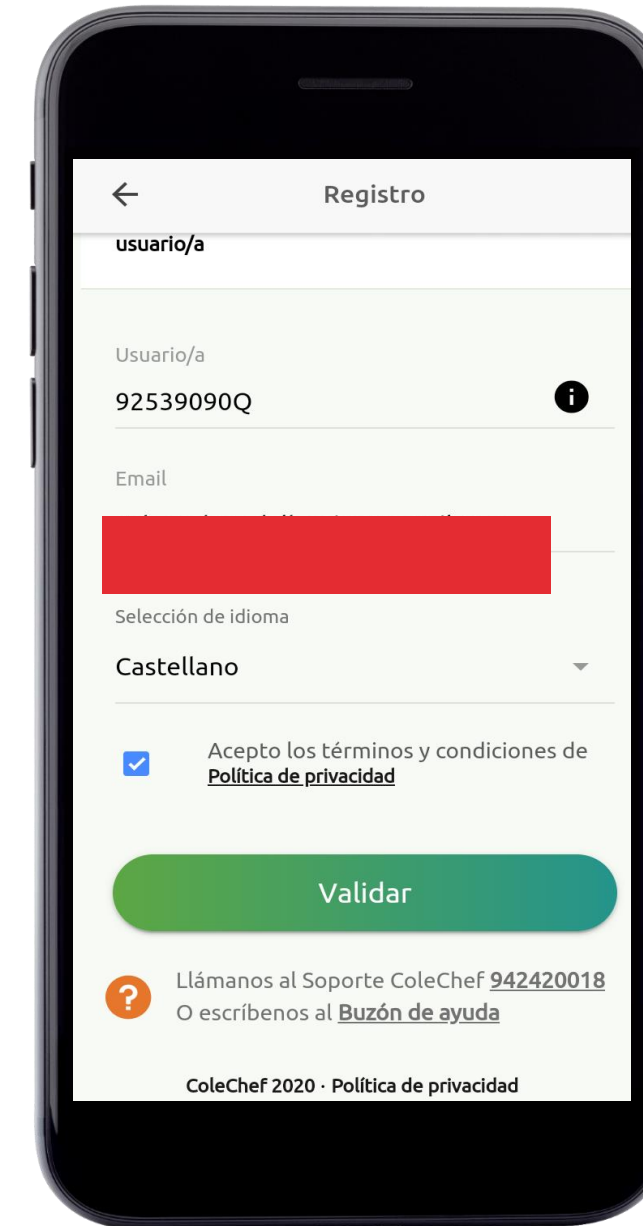 Registro
usuario/a
Usuario/a
92539090Q
Email
Selección de idioma
Castellano
Acepto los términos y condiciones de
Política de privacidad
Validar
Llámanos al Soporte ColeChef 942420018
O escríbenos al Buzón de ayuda
ColeChef 2020 · Política de privacidad